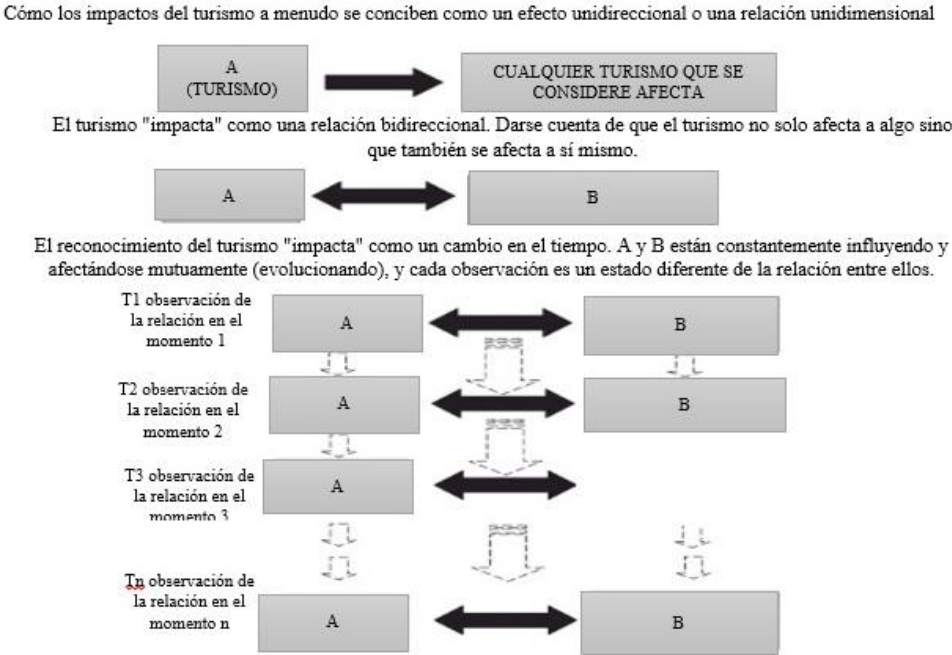 Cómo los impactos del turismo a menudo se conciben como un efecto unidireccional o una relación unidimensional
A
(TURISMO)
CUALQUIER TURISMO QUE SE
CONSIDERE AFECTA
El turismo "impacta" como una relación bidireccional. Darse cuenta de que el turismo no solo afecta a algo sino
que también se afecta a sí mismo.
A
B
El reconocimiento del turismo "impacta" como un cambio en el tiempo. A y B están constantemente influyendo y
afectándose mutuamente (evolucionando), y cada observación es un estado diferente de la relación entre ellos.
T1 observación de
la relación en el
momento 1
A
B
T2 observación de
la relación en el
momento 2
A
B
T3 observación de
la relación en el
momento 3
A
Tn observación de
la relación en el
momento n
A
B